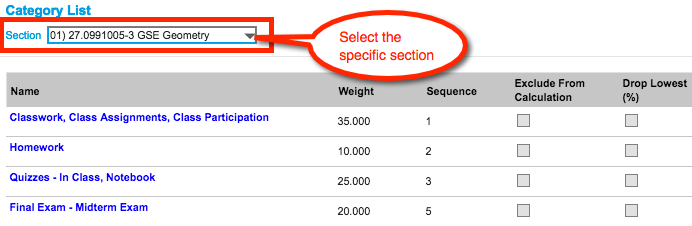 Category List
Section 01) 27.0991005-3 GSE Geometry
Select the
specific section
Name Weight Sequence Exclude From Calculation Drop Lowest (%)
Classwork, Class Assignments, Class Participation 35.000 1
Homework 10.000 2
Quizzes - In Class, Notebook 25.000 3
Final Exam - Midterm Exam 20.000 5